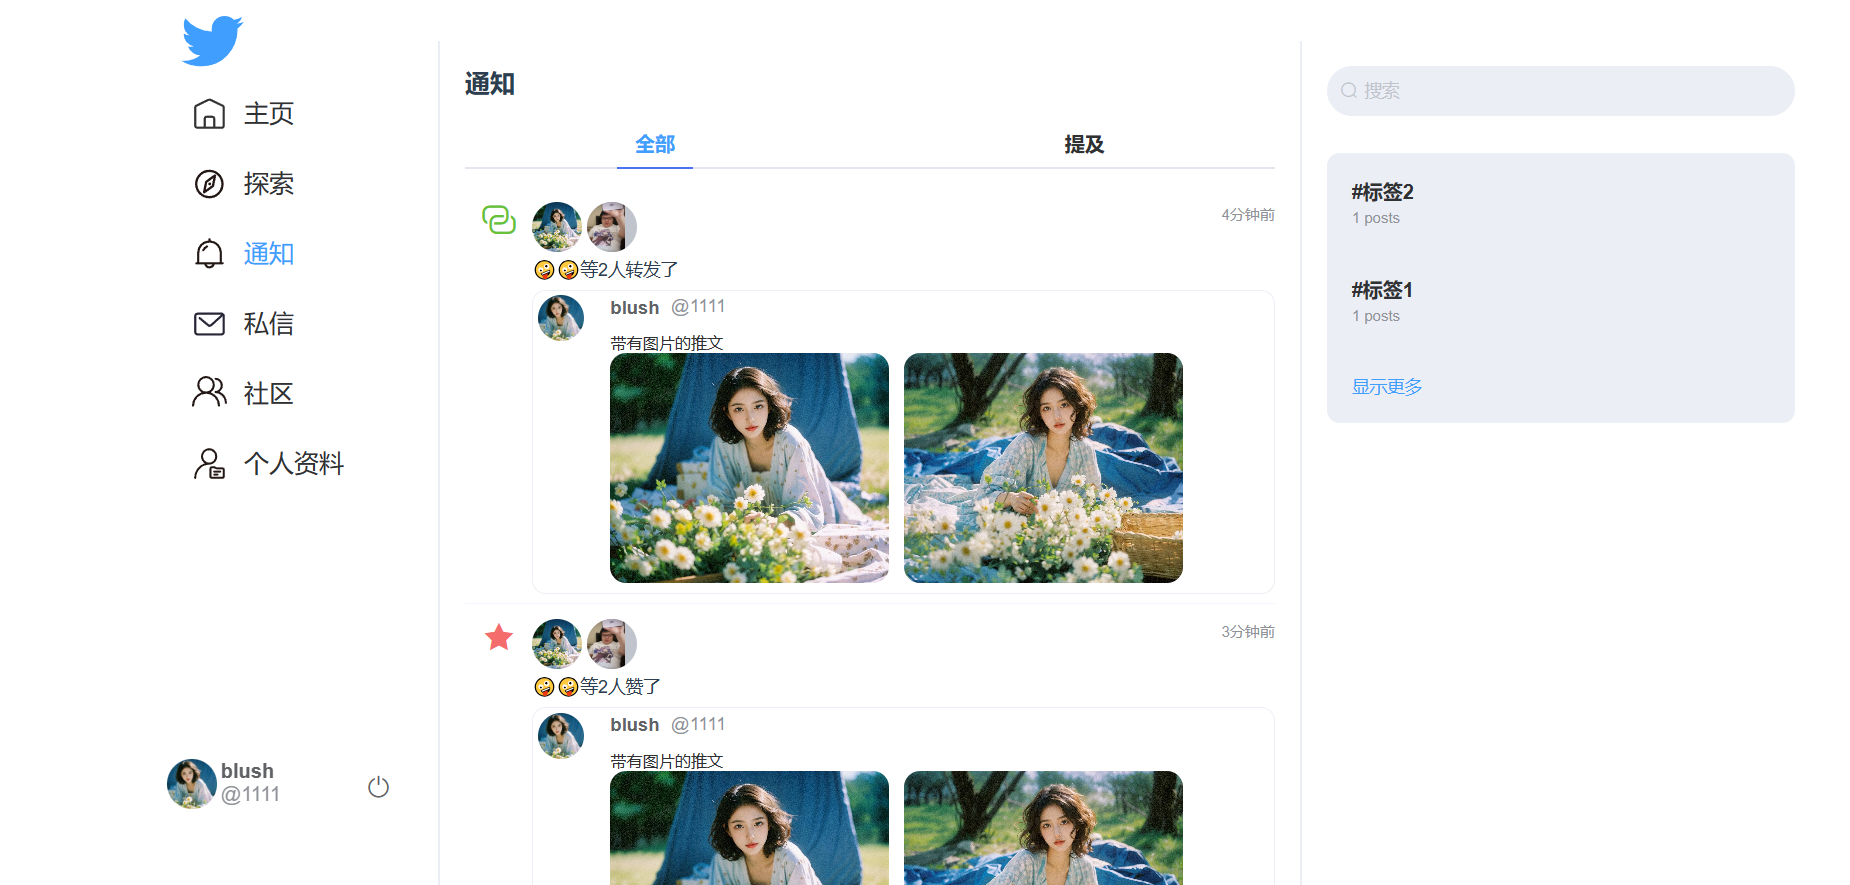 主页
探索
通知
私信
社区
个人资料
blush
@1111
通知
全部
提及
4分钟前
🤪🤪等2人转发了
blush @1111
带有图片的推文
3分钟前
🤪🤪等2人赞了
blush @1111
带有图片的推文
搜索
#标签2
1 posts
#标签1
1 posts
显示更多